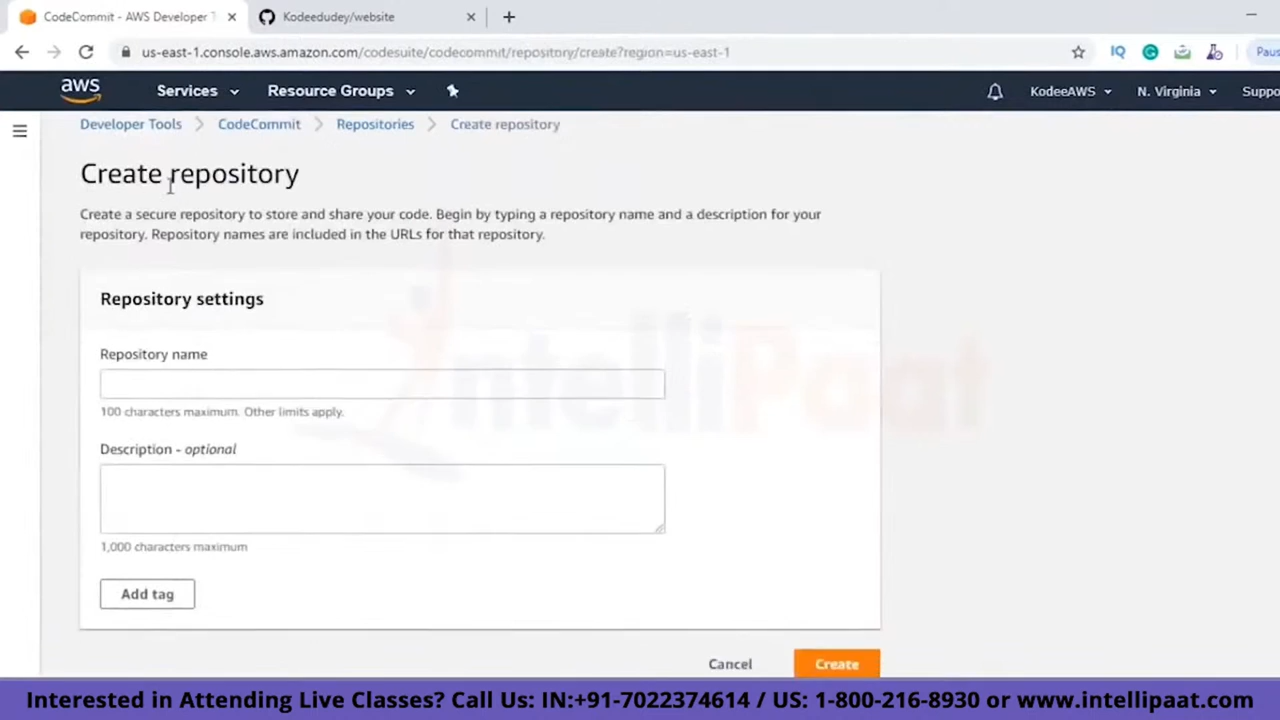 CodeCommit - AWS Developer T
Kodeedudey/website
us-east-1.console.aws.amazon.com/codesuite/codecommit/repository/create?region=us-east-1
IQ
Paus
aws
Services
Resource Groups
KodeeAWS
N. Virginia
Suppo
Developer Tools
CodeCommit
Repositories
Create repository
Create repository
Create a secure repository to store and share your code. Begin by typing a repository name and a description for your
repository. Repository names are included in the URLs for that repository.
Repository settings
Repository name
100 characters maximum. Other limits apply.
intelliPaat
Description - optional
1,000 characters maximum
Add tag
Cancel
Create
Interested in Attending Live Classes? Call Us: IN:+91-7022374614 / US: 1-800-216-8930 or www.intellipaat.com